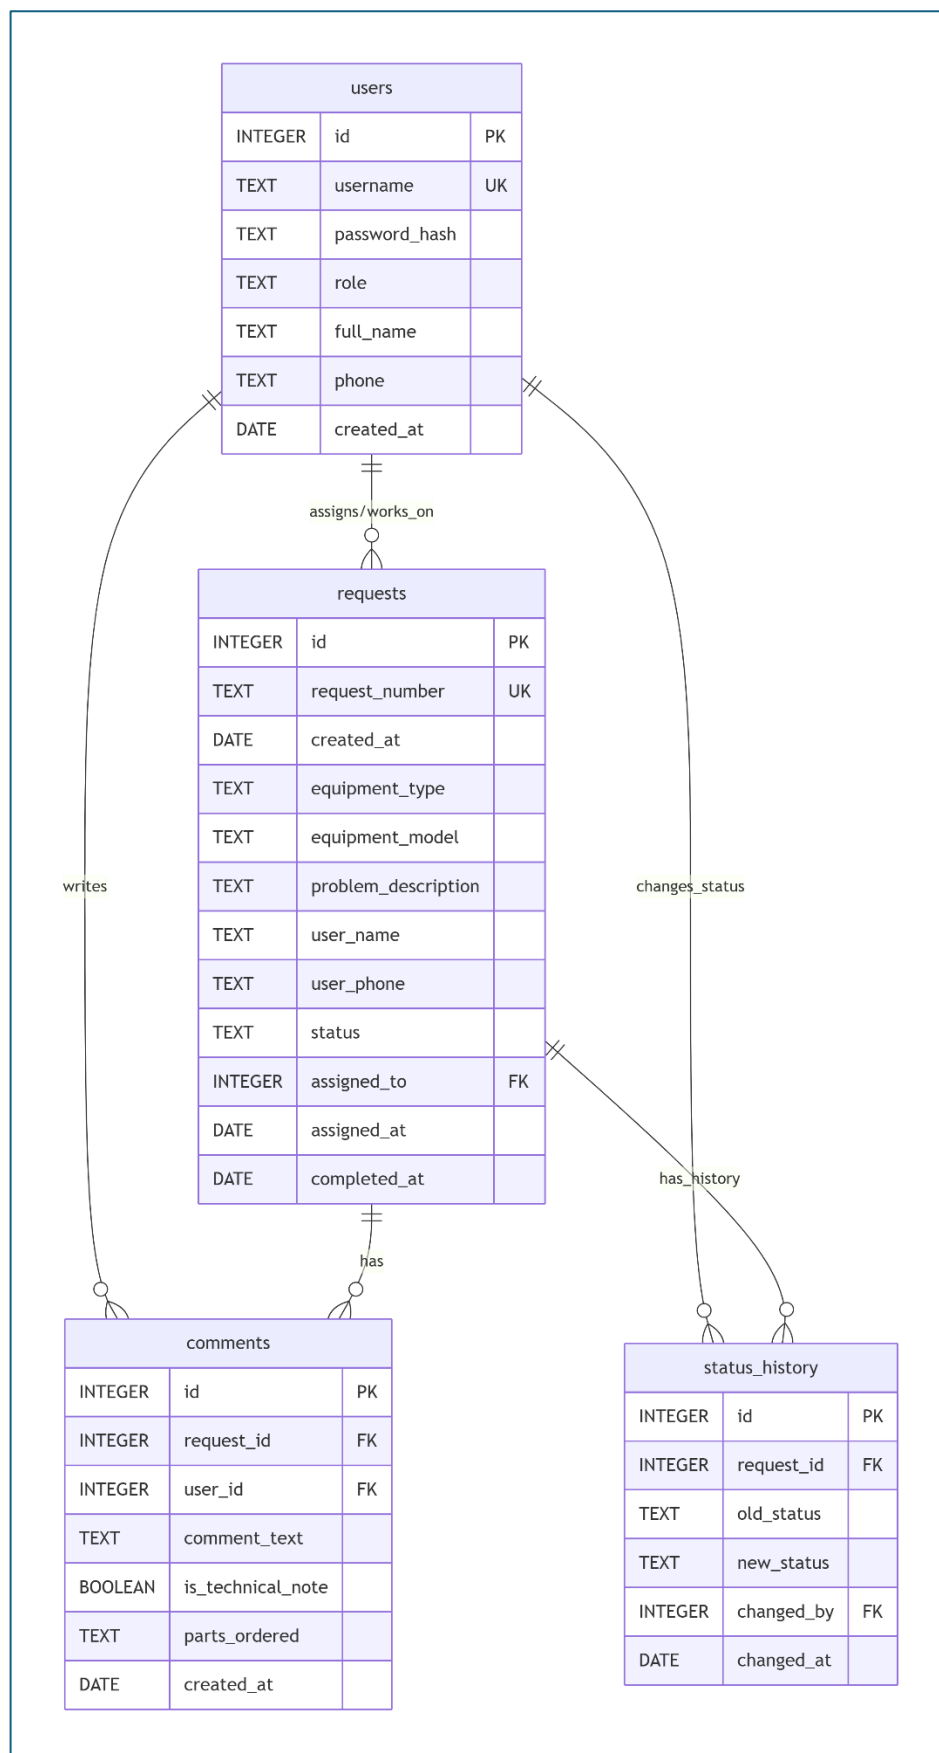 users
INTEGER id PK
TEXT username UK
TEXT password_hash
TEXT role
TEXT full_name
TEXT phone
DATE created_at
assigns/works_on
requests
INTEGER id PK
TEXT request_number UK
DATE created_at
TEXT equipment_type
TEXT equipment_model
TEXT problem_description
TEXT user_name
TEXT user_phone
TEXT status
INTEGER assigned_to FK
DATE assigned_at
DATE completed_at
writes
changes_status
has_history
has
comments
INTEGER id PK
INTEGER request_id FK
INTEGER user_id FK
TEXT comment_text
BOOLEAN is_technical_note
TEXT parts_ordered
DATE created_at
status_history
INTEGER id PK
INTEGER request_id FK
TEXT old_status
TEXT new_status
INTEGER changed_by FK
DATE changed_at